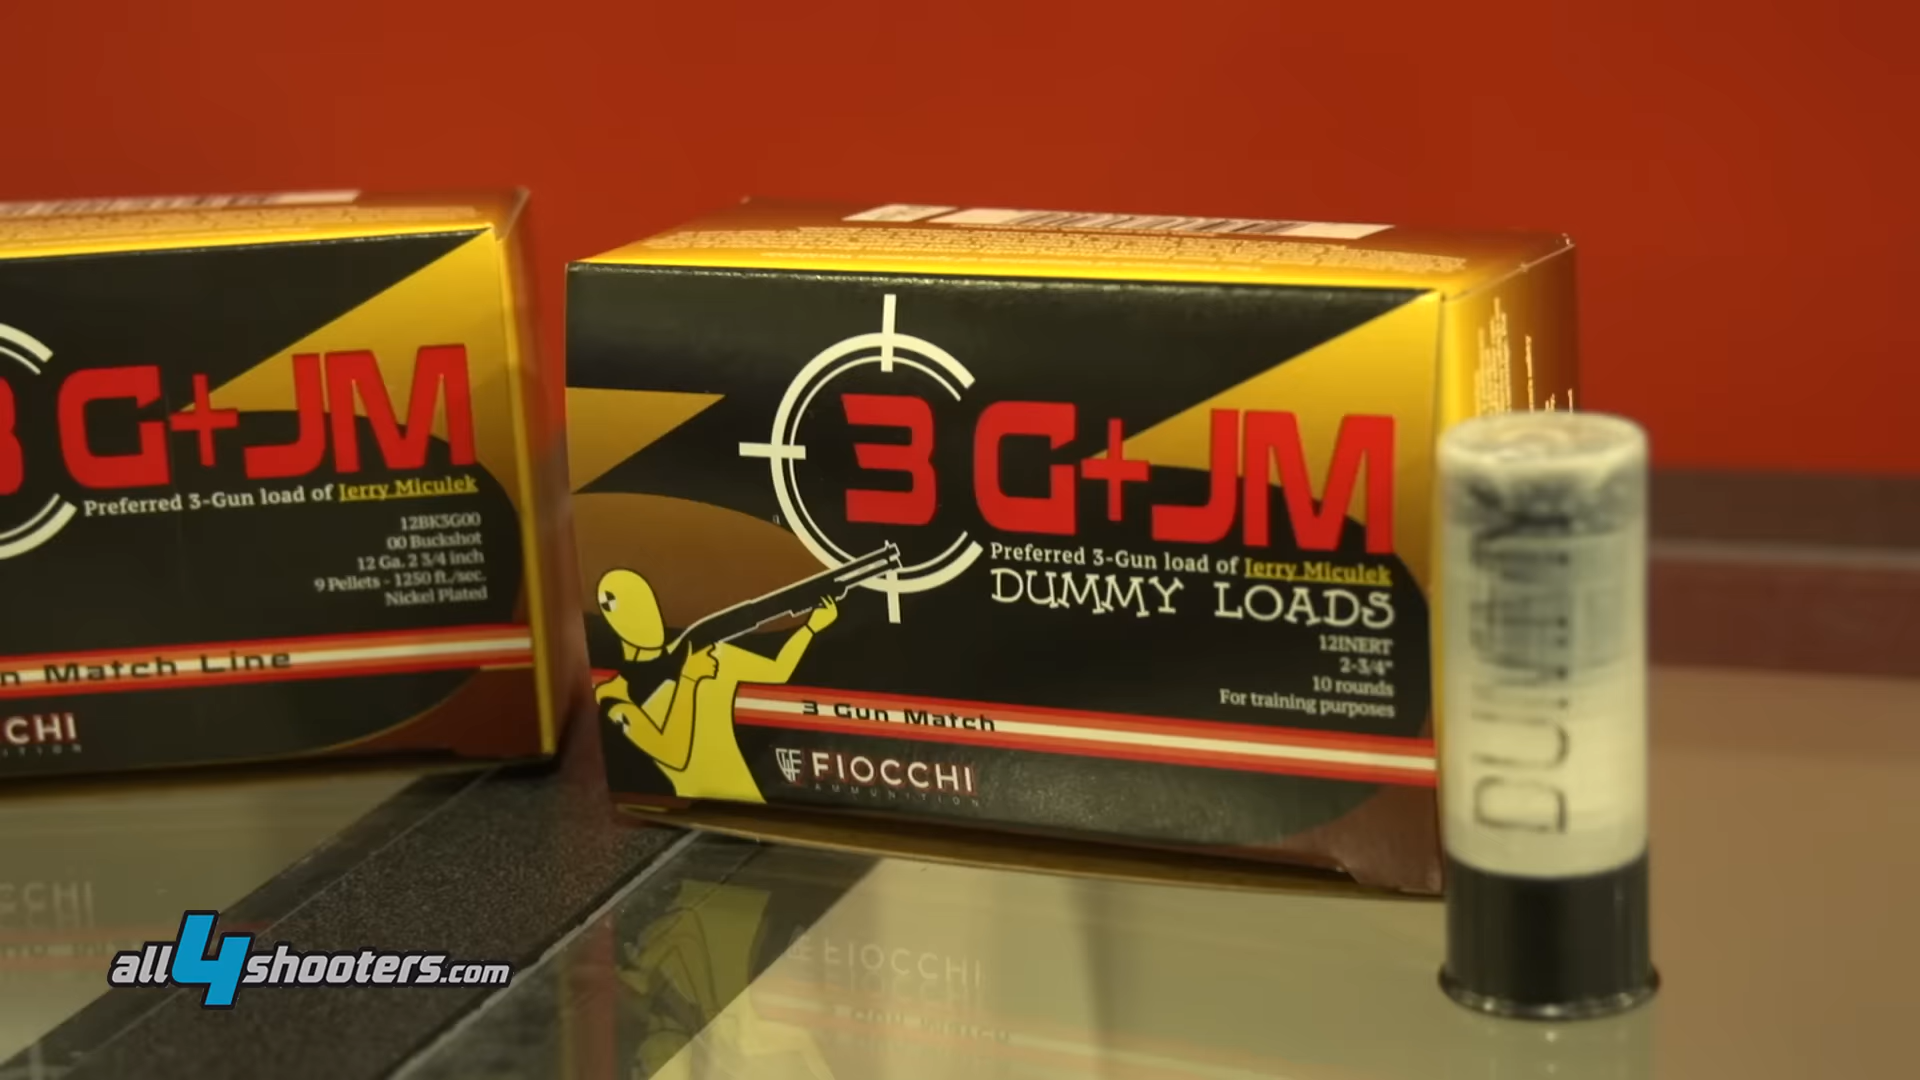 3 G+JM
Preferred 3-Gun load of Jerry Miculek
12BK3G00
00 Buckshot
12 Ga. 2 3/4 inch
9 Pellets - 1250 ft./sec.
Nickel Plated
n Match Line
CCHI
3 G+JM
Preferred 3-Gun load of Jerry Miculek
DUMMY LOADS
12INERT
2-3/4"
10 rounds
For training purposes
3 Gun Match
FIOCCHI
AMMUNITION
DUMMY
all4shooters.com